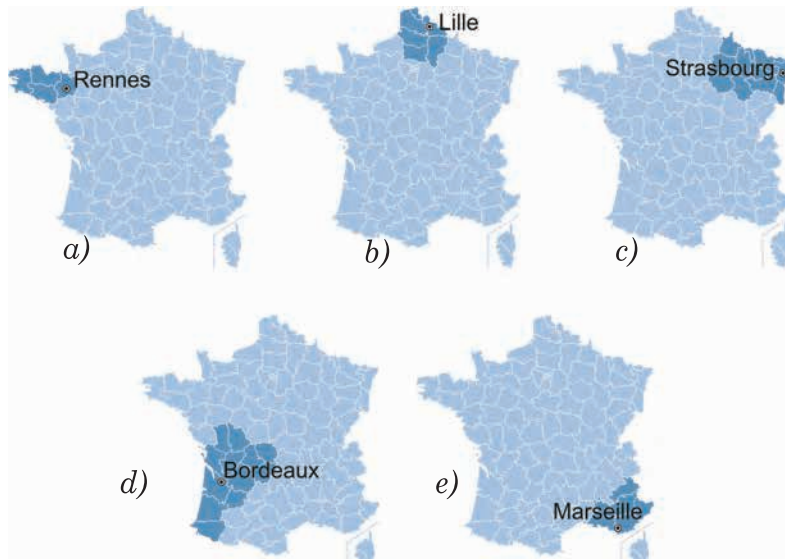 Rennes
a)
Lille
b)
Strasbourg
c)
Bordeaux
d)
Marseille
e)